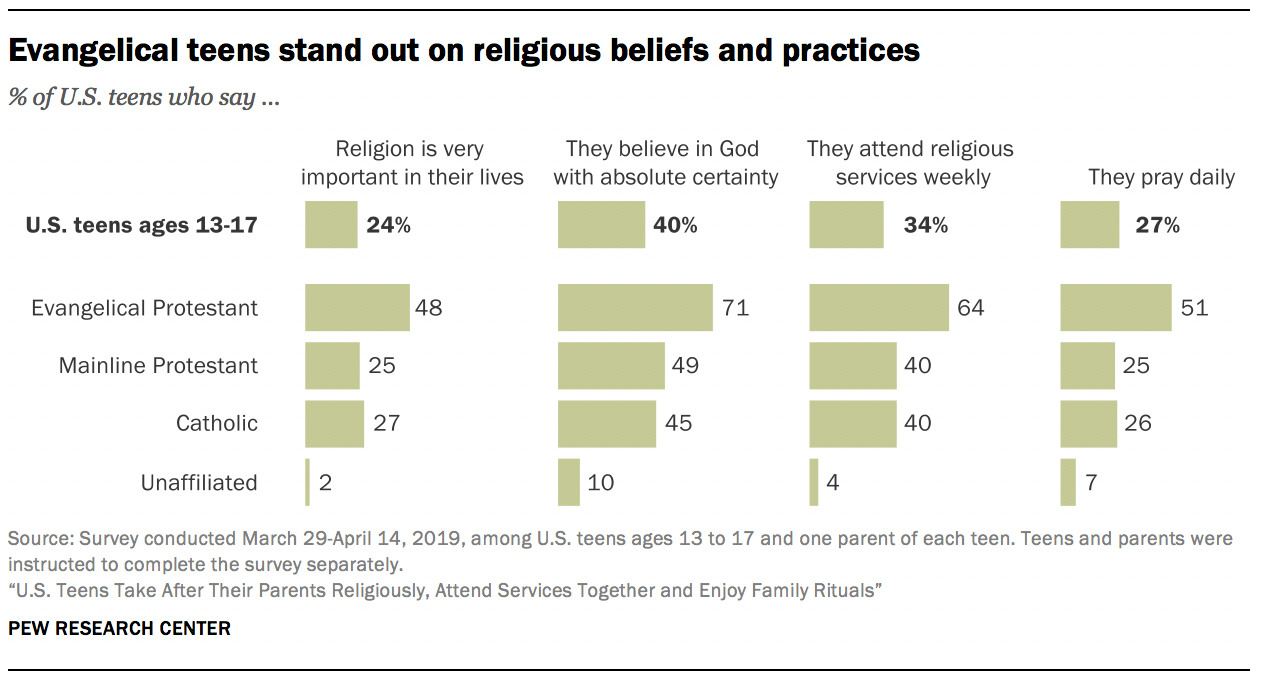 Evangelical teens stand out on religious beliefs and practices
% of U.S. teens who say ...
Religion is very
important in their lives
They believe in God
with absolute certainty
They attend religious
services weekly
They pray daily
U.S. teens ages 13-17 24% 40% 34% 27%
Evangelical Protestant 48 71 64 51
Mainline Protestant 25 49 40 25
Catholic 27 45 40 26
Unaffiliated 2 10 4 7
Source: Survey conducted March 29-April 14, 2019, among U.S. teens ages 13 to 17 and one parent of each teen. Teens and parents were
instructed to complete the survey separately.
“U.S. Teens Take After Their Parents Religiously, Attend Services Together and Enjoy Family Rituals”
PEW RESEARCH CENTER